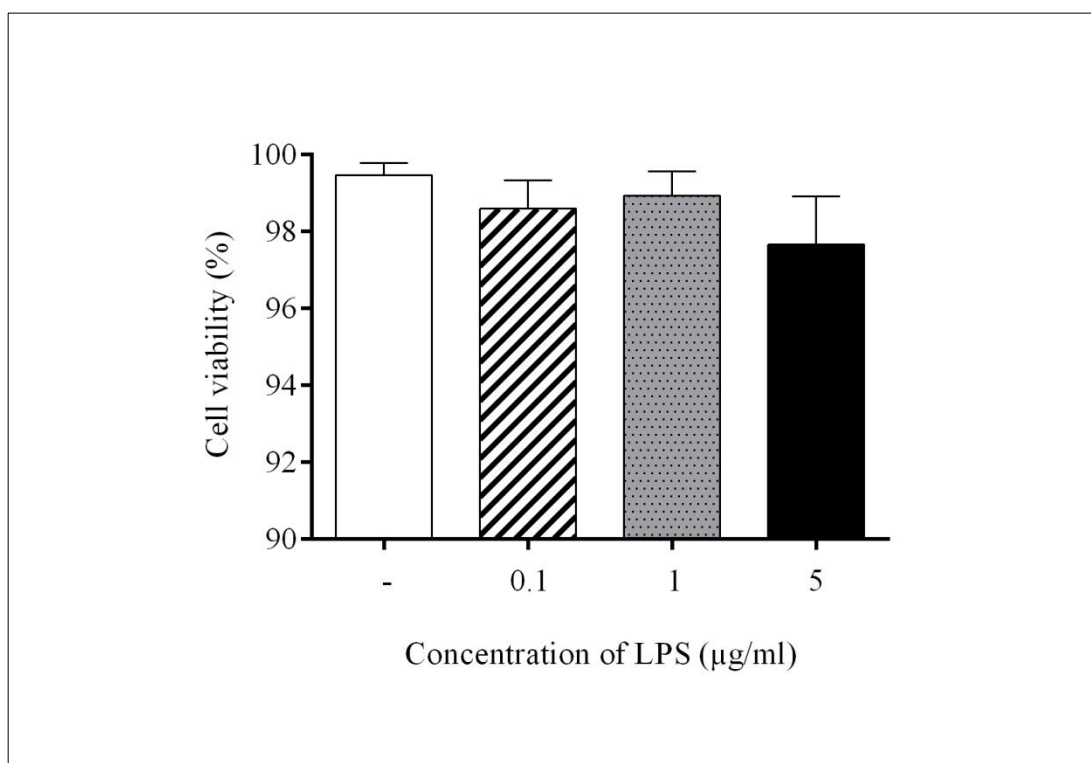 100
98
96
94
92
90
Cell viability (%)
- 0.1 1 5
Concentration of LPS (µg/ml)